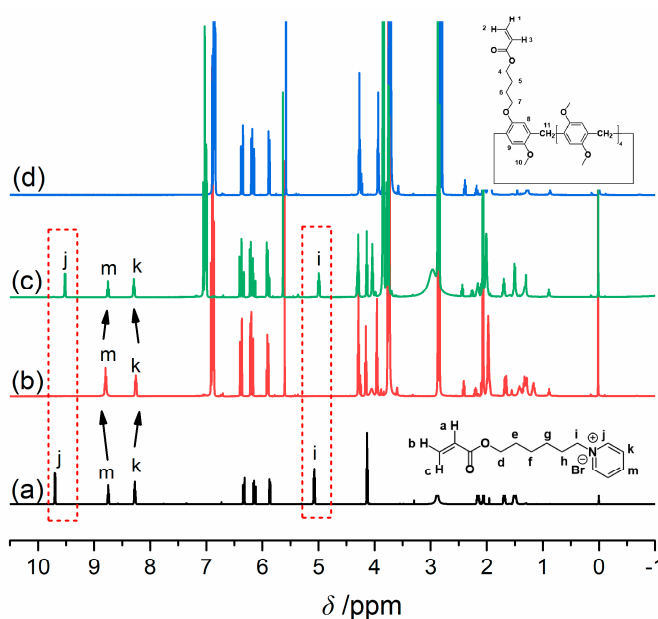 2 H H 1
H 3
O
O
4
5
6
7
O
8
11
O
CH₂
CH₂
4
9
10
O
O
(d)
j
m
k
i
(c)
m
k
(b)
a H
b H
H
c
O
O
d
e
f
g
h
i
j
N
+
k
−
Br
m
j
m
k
i
(a)
10 9 8 7 6 5 4 3 2 1 0 -1
δ /ppm